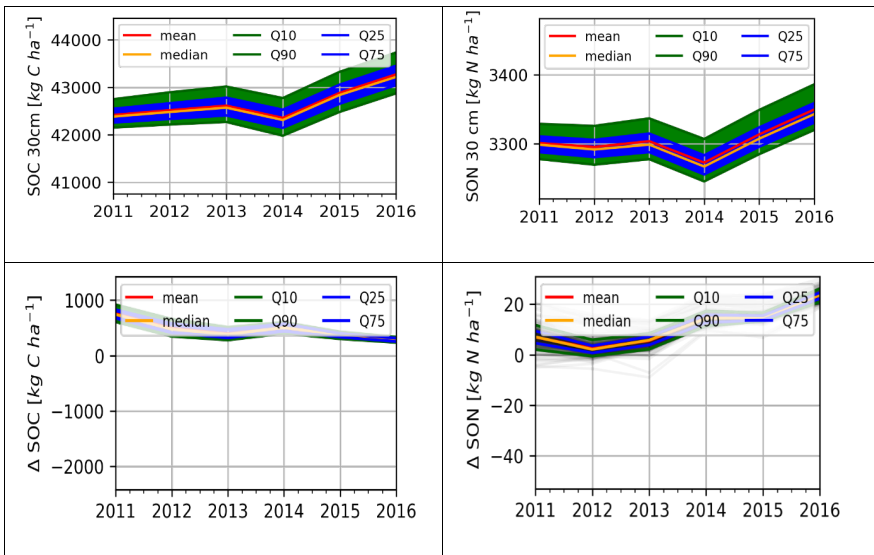 SOC 30cm [kg C ha⁻¹]
44000
43000
42000
41000
mean Q10 Q25
median Q90 Q75
2011 2012 2013 2014 2015 2016
SON 30 cm [kg N ha⁻¹]
3400
3300
mean Q10 Q25
median Q90 Q75
2011 2012 2013 2014 2015 2016
Δ SOC [kg C ha⁻¹]
1000
0
−1000
−2000
mean Q10 Q25
median Q90 Q75
2011 2012 2013 2014 2015 2016
Δ SON [kg N ha⁻¹]
20
0
−20
−40
mean Q10 Q25
median Q90 Q75
2011 2012 2013 2014 2015 2016